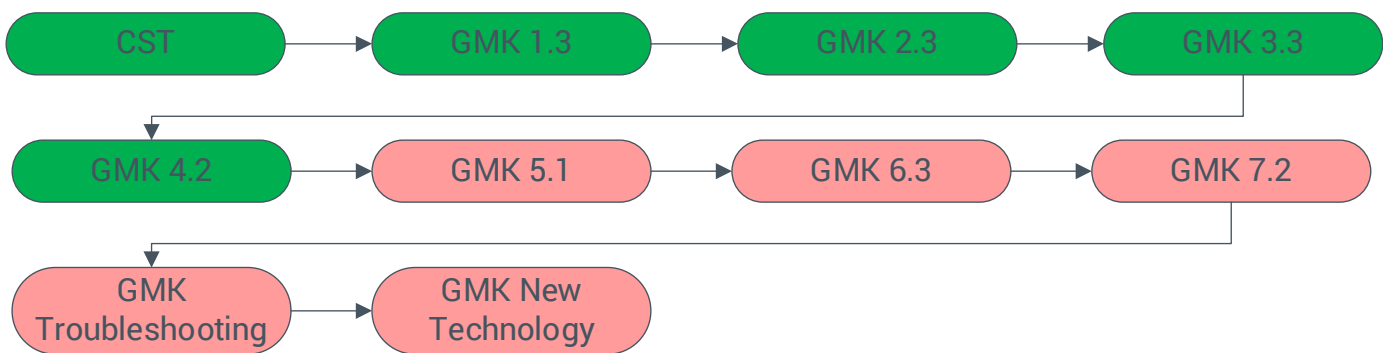 CST
GMK 1.3
GMK 2.3
GMK 3.3
GMK 4.2
GMK 5.1
GMK 6.3
GMK 7.2
GMK
Troubleshooting
GMK New
Technology